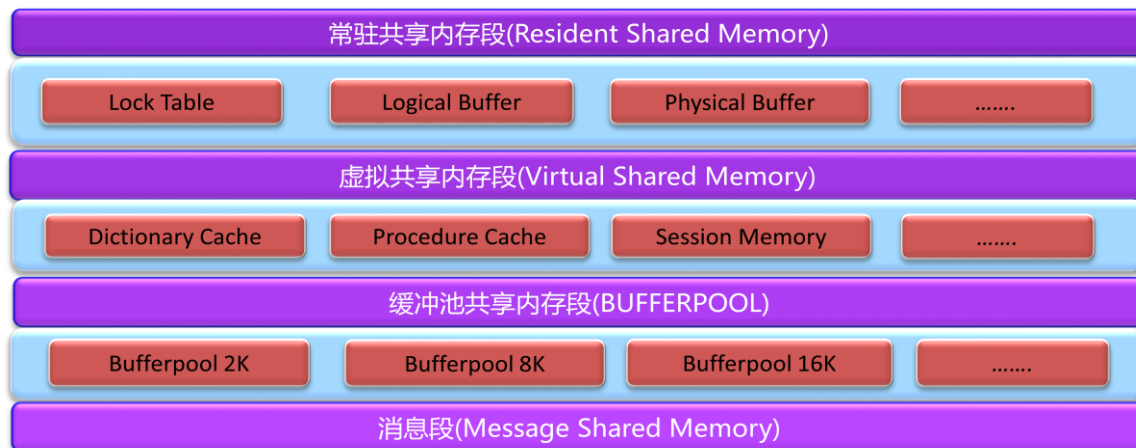 常驻共享内存段(Resident Shared Memory)
Lock Table Logical Buffer Physical Buffer …….
虚拟共享内存段(Virtual Shared Memory)
Dictionary Cache Procedure Cache Session Memory …….
缓冲池共享内存段(BUFFERPOOL)
Bufferpool 2K Bufferpool 8K Bufferpool 16K …….
消息段(Message Shared Memory)